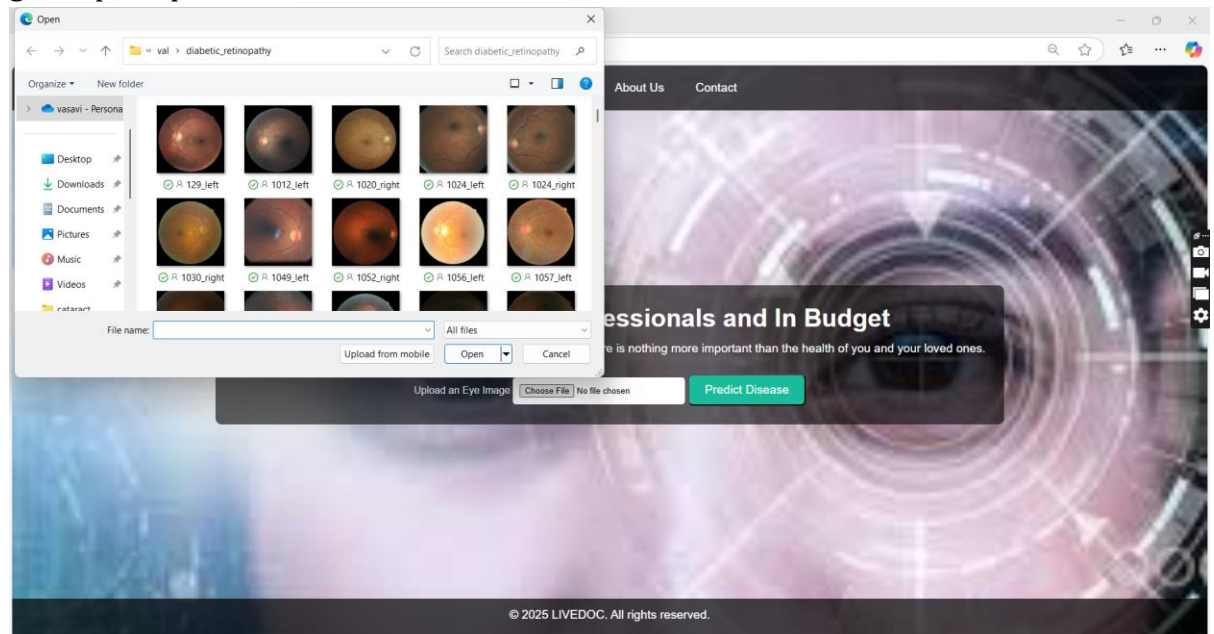 Open
« val › diabetic_retinopathy
Search diabetic_retinopathy
Organize
New folder
vasavi - Persona
Desktop
Downloads
Documents
Pictures
Music
Videos
129_left
1012_left
1020_right
1024_left
1024_right
1030_right
1049_left
1052_right
1056_left
1057_left
File name:
All files
Upload from mobile
Open
Cancel
About Us
Contact
essionals and In Budget
e is nothing more important than the health of you and your loved ones.
Upload an Eye Image
Choose File
No file chosen
Predict Disease
© 2025 LIVEDOC. All rights reserved.